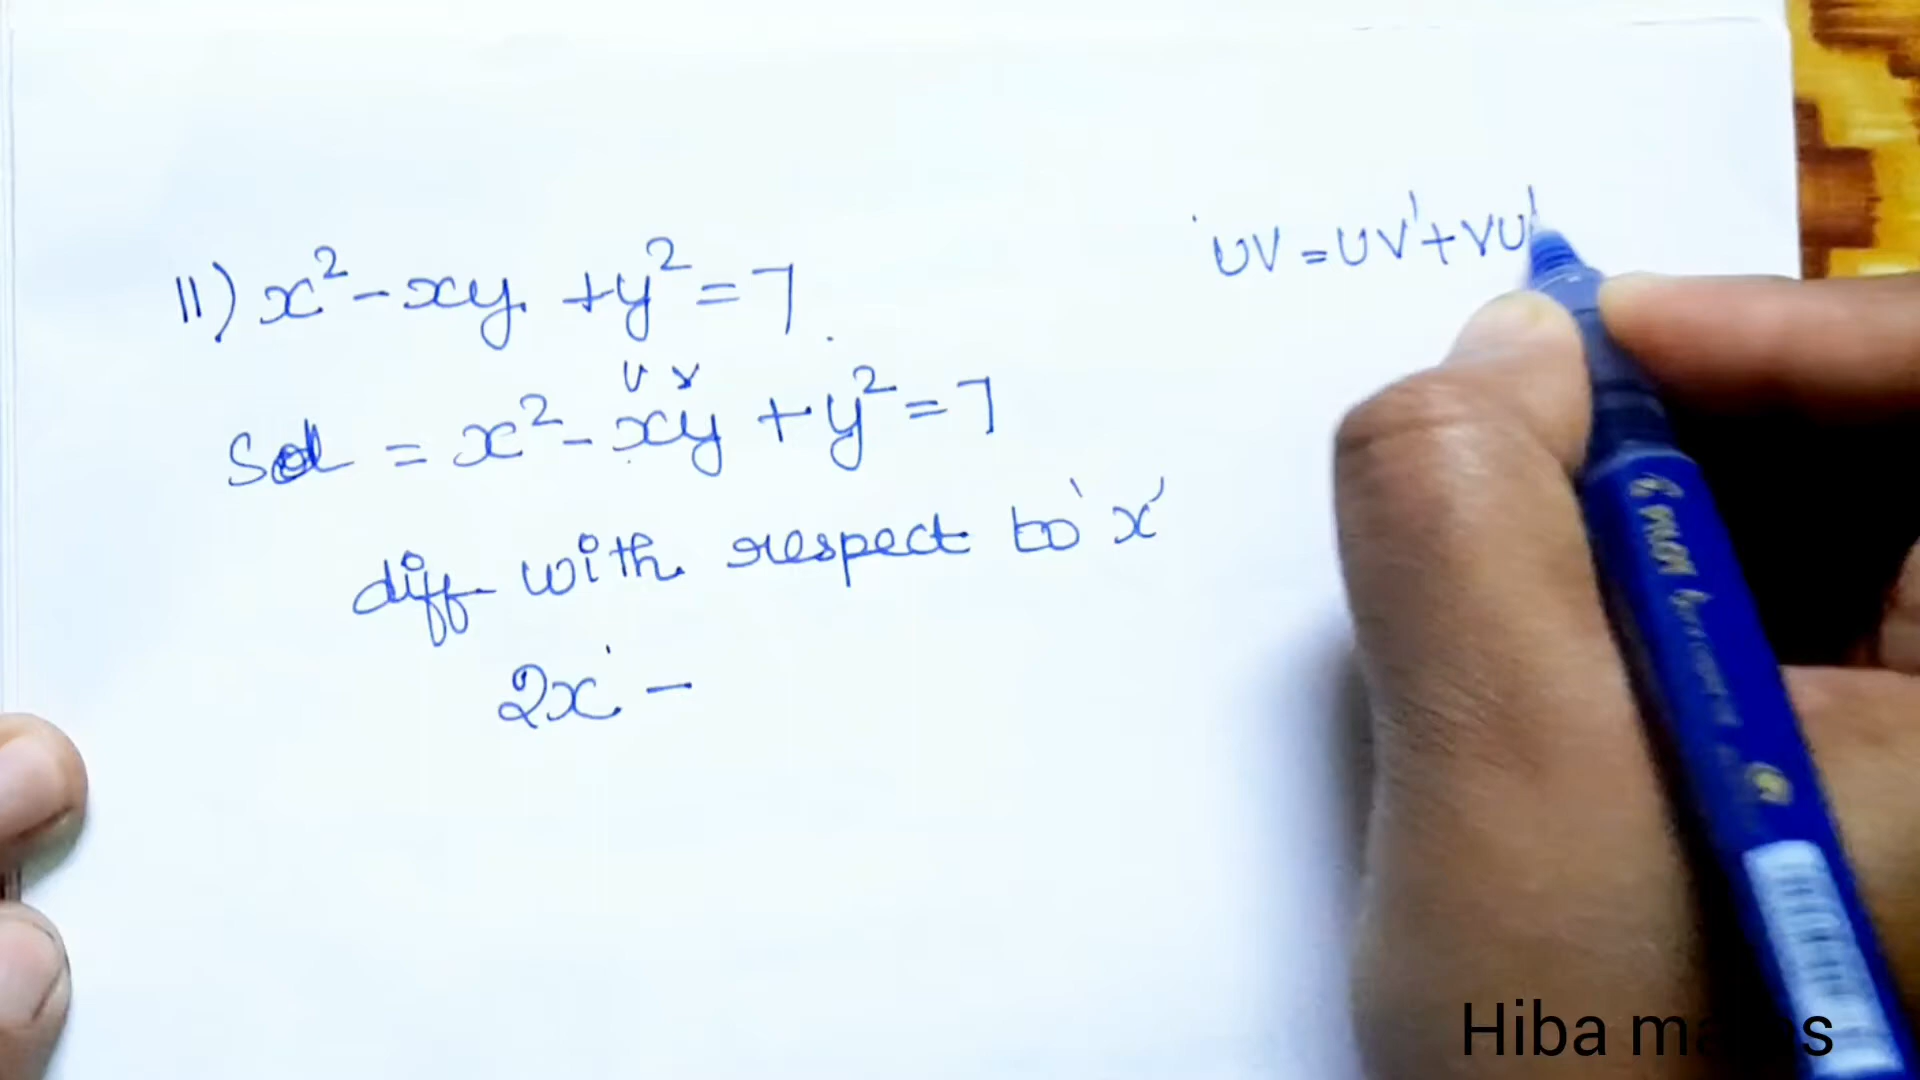 11) x² - xy + y² = 7
UV = UV' + VU'
U V
Sol = x² - xy + y² = 7
diff with respect to 'x'
2x -
PILOT
Hiba